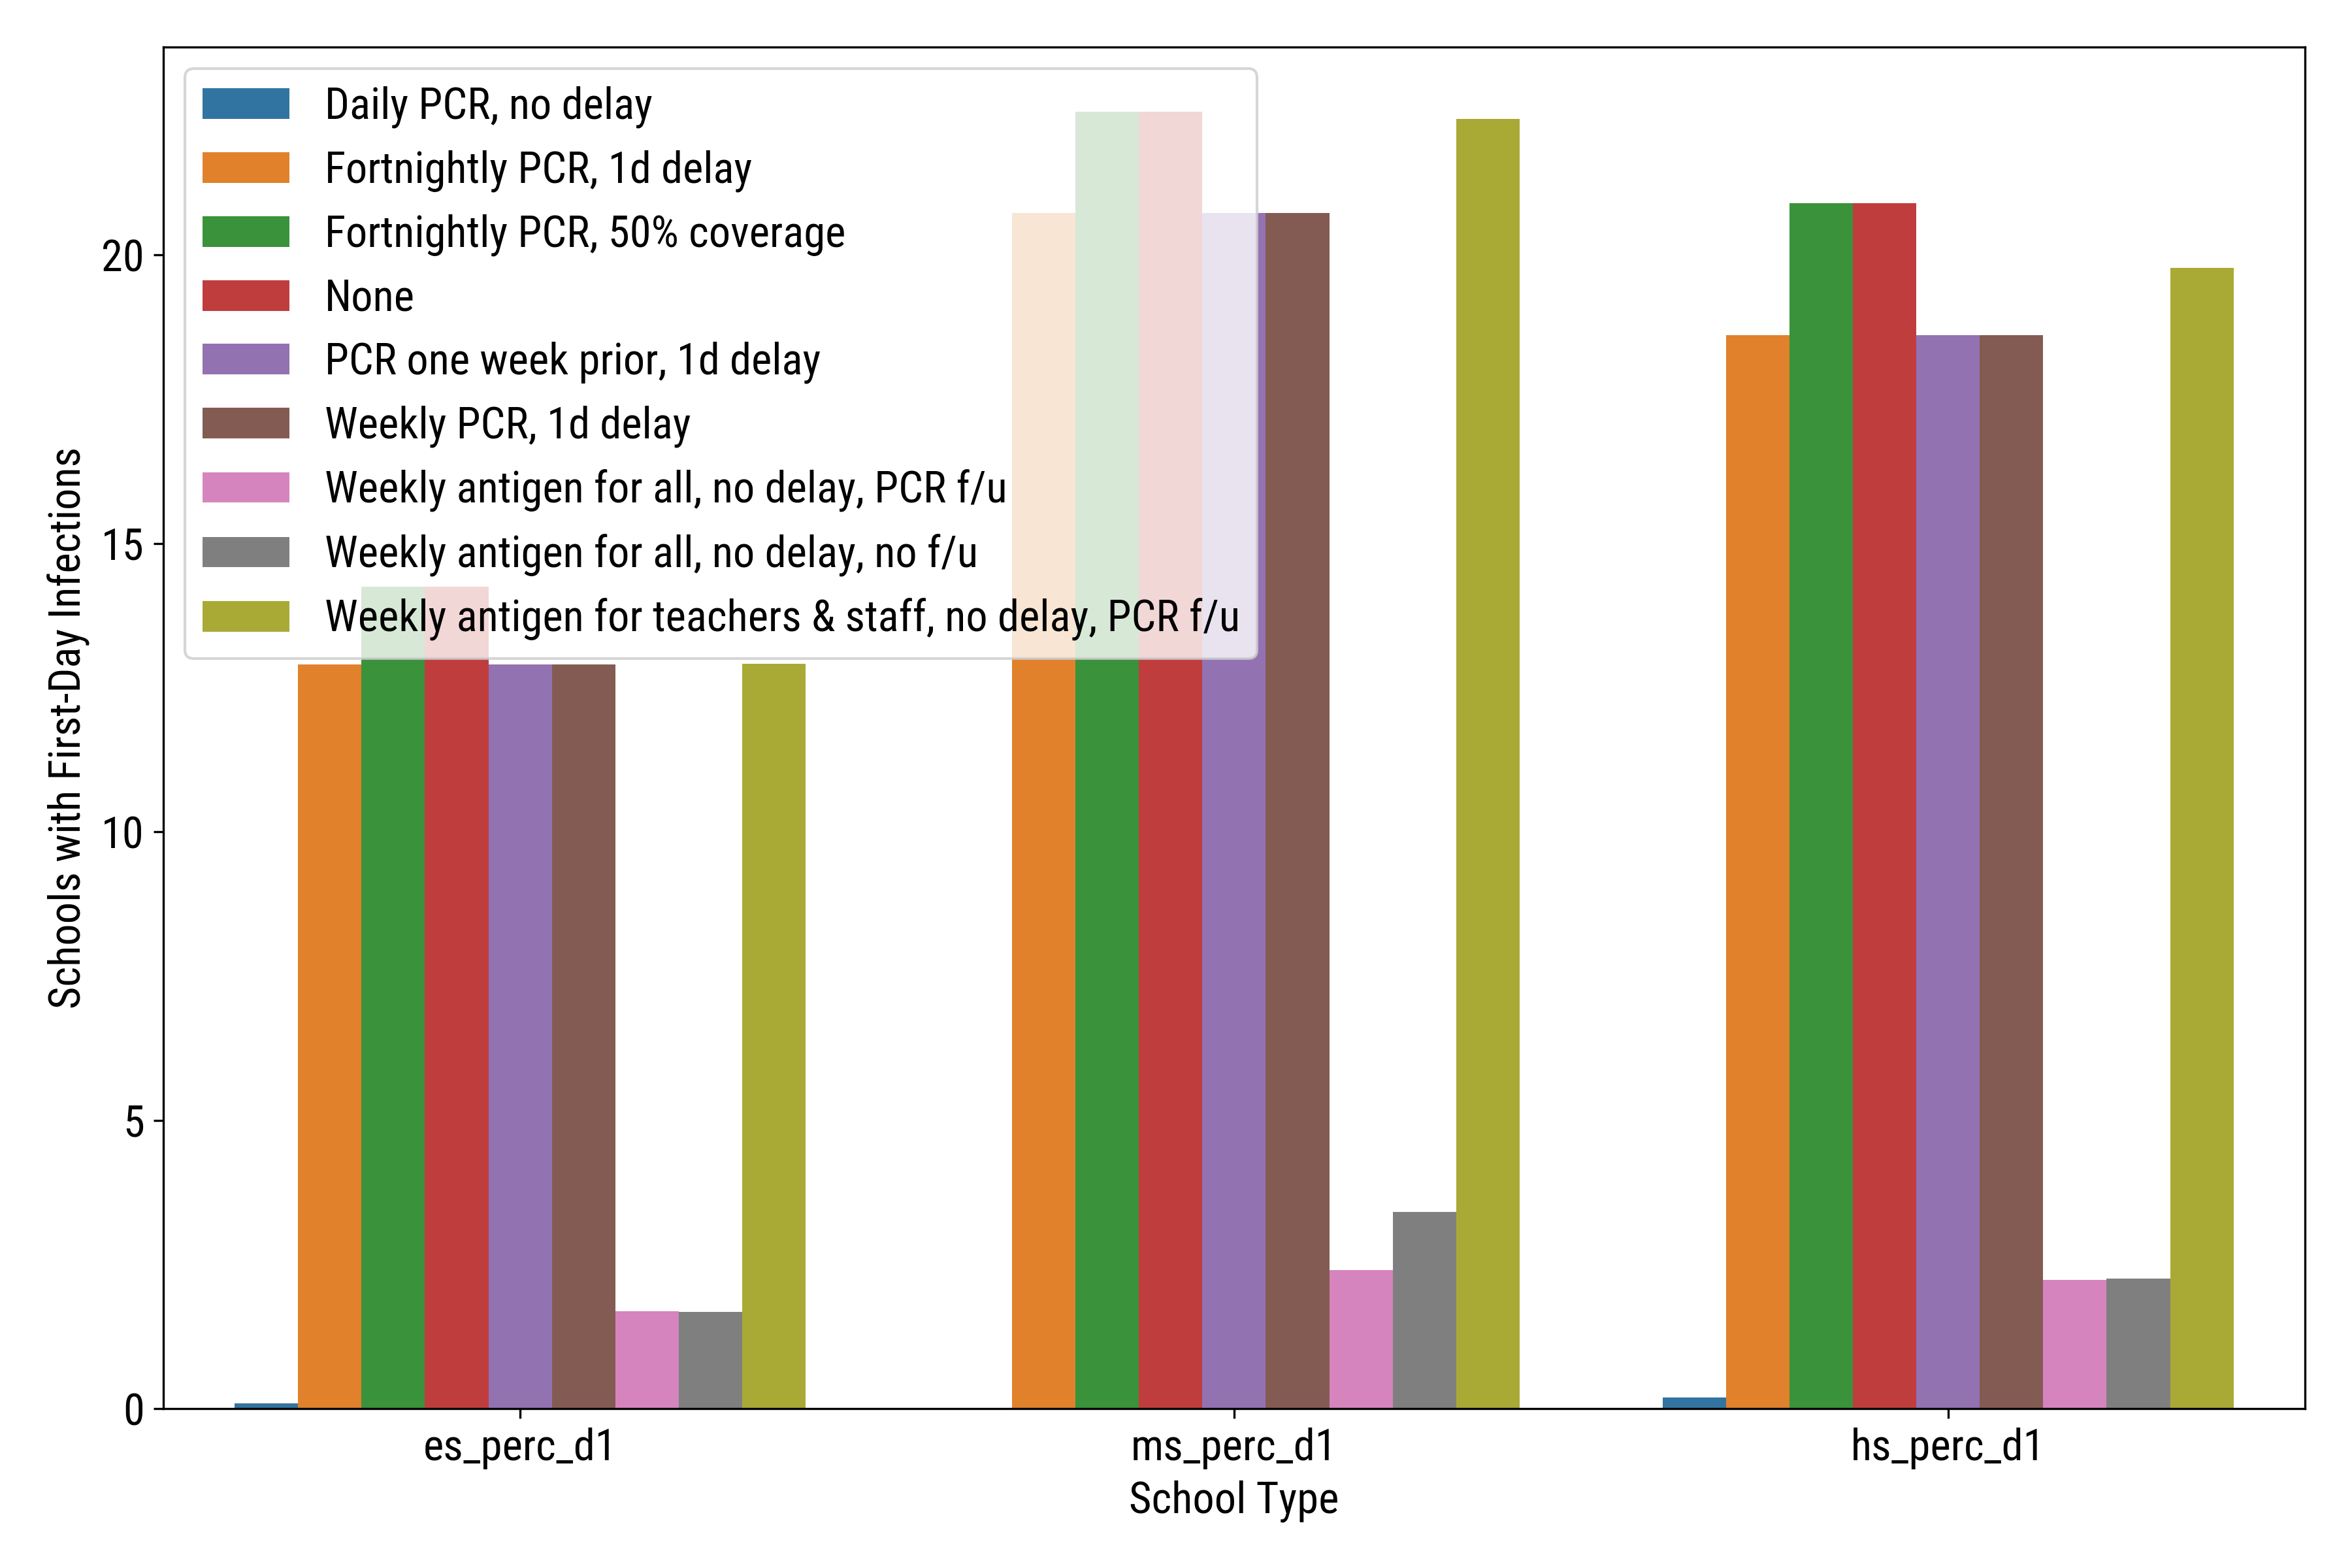 Daily PCR, no delay
Fortnightly PCR, 1d delay
Fortnightly PCR, 50% coverage
None
PCR one week prior, 1d delay
Weekly PCR, 1d delay
Weekly antigen for all, no delay, PCR f/u
Weekly antigen for all, no delay, no f/u
Weekly antigen for teachers & staff, no delay, PCR f/u
Schools with First-Day Infections
20
15
10
5
0
es_perc_d1
ms_perc_d1
hs_perc_d1
School Type